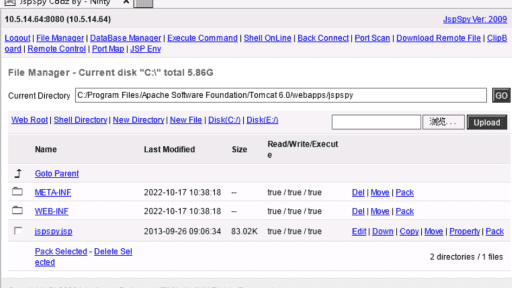 JspSpy Codz By - Ninty
10.5.14.64:8080 (10.5.14.64) JspSpy Ver: 2009
Logout | File Manager | DataBase Manager | Execute Command | Shell OnLine | Back Connect | Port Scan | Download Remote File | ClipB
oard | Remote Control | Port Map | JSP Env
File Manager - Current disk "C:\" total 5.86G
Current Directory C:/Program Files/Apache Software Foundation/Tomcat 6.0/webapps/jspspy GO
Web Root | Shell Directory | New Directory | New File | Disk(C:/) | Disk(E:/) 浏览... Upload
Name Last Modified Size Read/Write/Execut
e
Goto Parent
META-INF 2022-10-17 10:38:18 -- true / true / true Del | Move | Pack
WEB-INF 2022-10-17 10:38:18 -- true / true / true Del | Move | Pack
jspspy.jsp 2013-09-26 09:06:34 83.02K true / true / true Edit | Down | Copy | Move | Property | Pack
Pack Selected - Delete Sel
ected 2 directories / 1 files